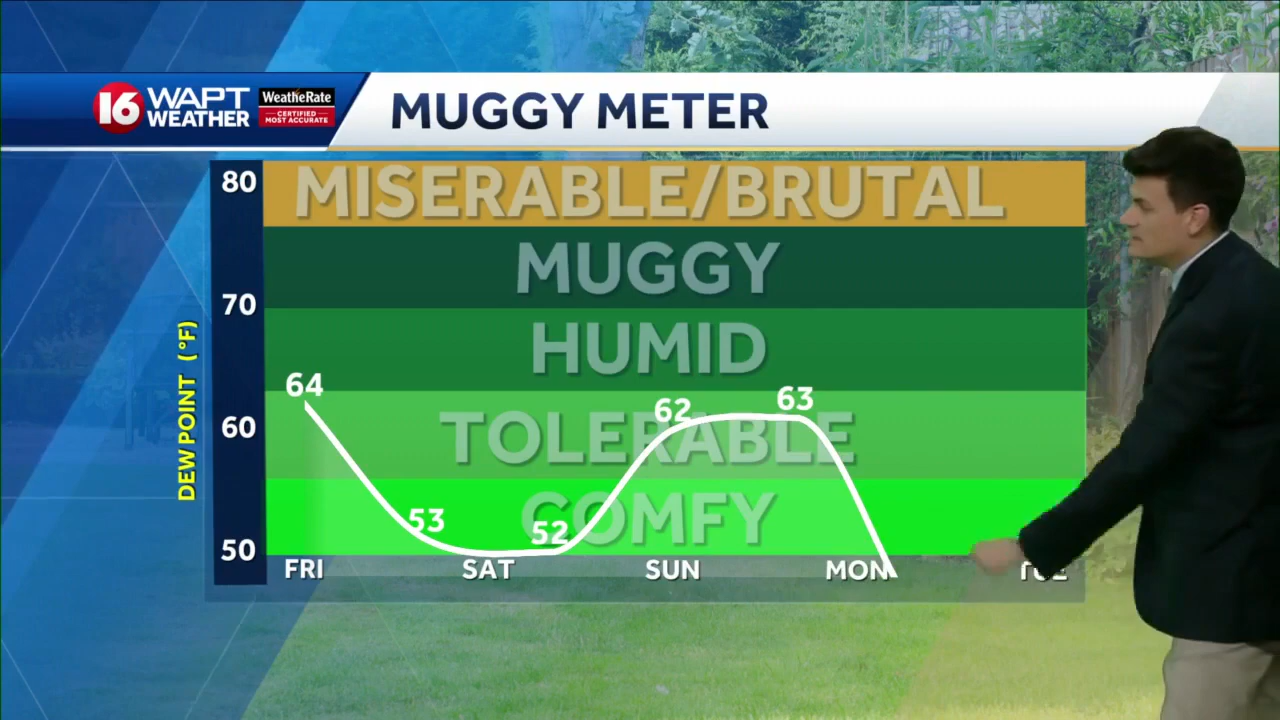 16 WAPT WEATHER
WeatheRate
CERTIFIED
MOST ACCURATE
MUGGY METER
80
MISERABLE/BRUTAL
MUGGY
70
HUMID
DEW POINT (°F)
64
60
TOLERABLE
62
63
COMFY
53
52
50
FRI
SAT
SUN
MON
TUE